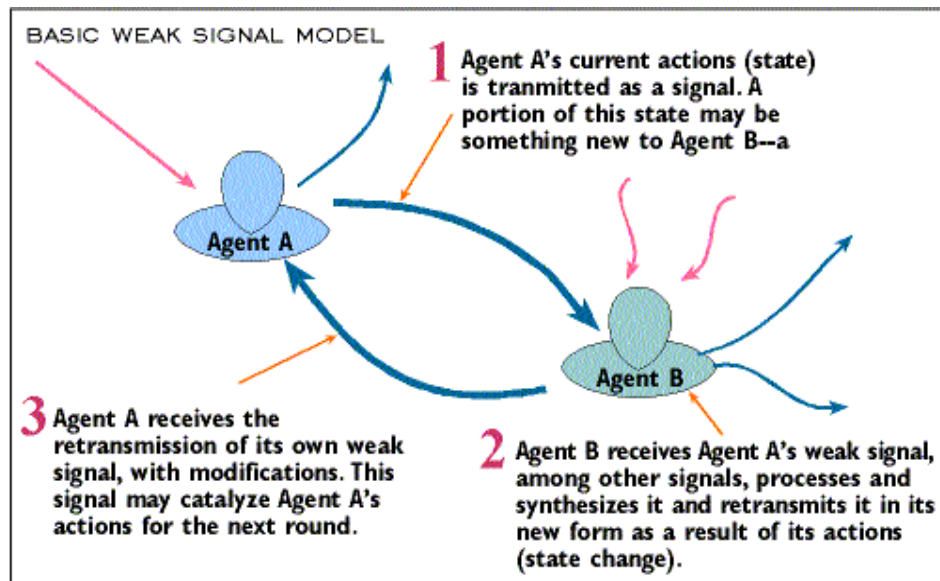 BASIC WEAK SIGNAL MODEL
1
Agent A's current actions (state)
is tranmitted as a signal. A
portion of this state may be
something new to Agent B--a
Agent A
Agent B
3
Agent A receives the
retransmission of its own weak
signal, with modifications. This
signal may catalyze Agent A's
actions for the next round.
2
Agent B receives Agent A's weak signal,
among other signals, processes and
synthesizes it and retransmits it in its
new form as a result of its actions
(state change).